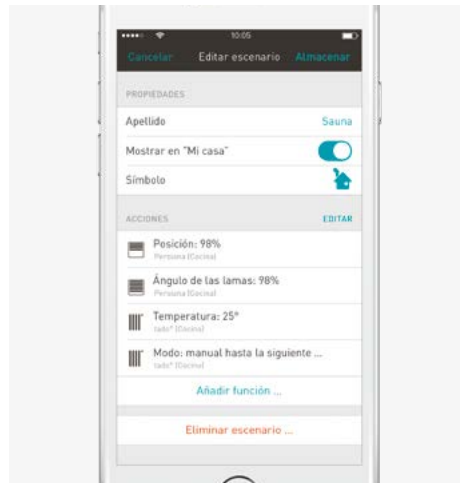 10:05
Cancelar Editar escenario Almacenar
PROPIEDADES
Apellido Sauna
Mostrar en "Mi casa"
Símbolo
ACCIONES EDITAR
Posición: 98%
Persiana (Cocina)
Ángulo de las lamas: 98%
Persiana (Cocina)
Temperatura: 25°
tado° (Cocina)
Modo: manual hasta la siguiente ...
tado° (Cocina)
Añadir función ...
Eliminar escenario ...